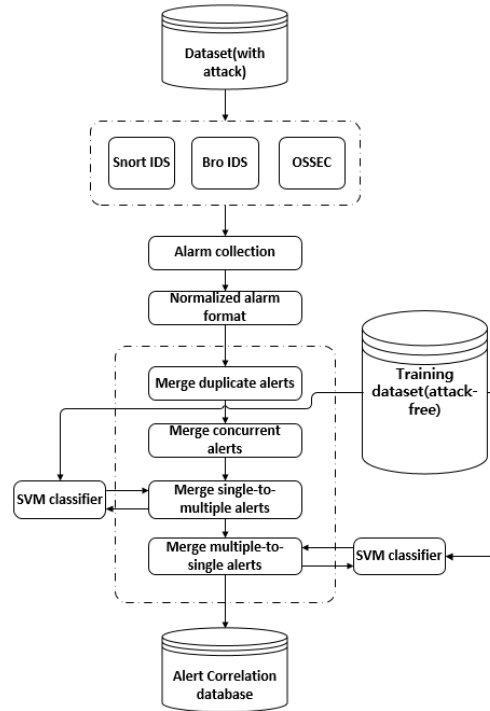 Dataset(with
attack)
Snort IDS
Bro IDS
OSSEC
Alarm collection
Normalized alarm
format
Training
dataset(attack-
free)
Merge duplicate alerts
Merge concurrent
alerts
SVM classifier
Merge single-to-
multiple alerts
Merge multiple-to-
single alerts
SVM classifier
Alert Correlation
database